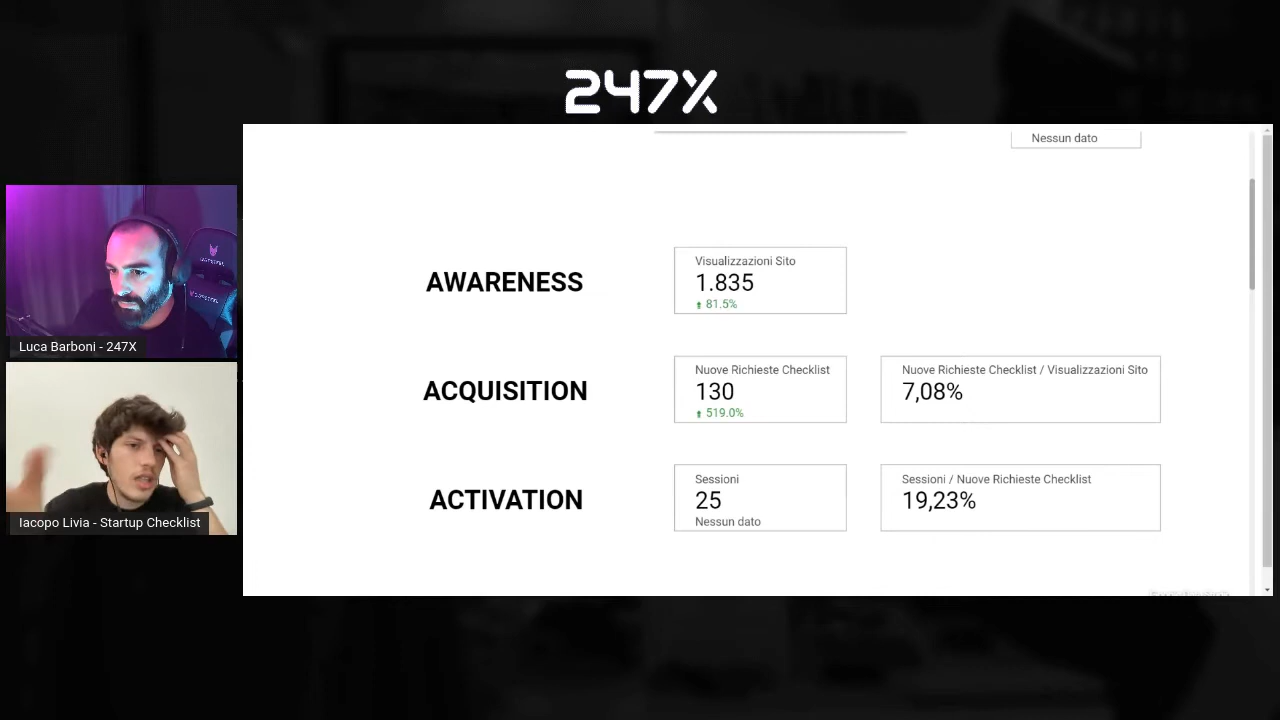 247X
Nessun dato
AWARENESS
Visualizzazioni Sito
1.835
81.5%
ACQUISITION
Nuove Richieste Checklist
130
519.0%
Nuove Richieste Checklist / Visualizzazioni Sito
7,08%
ACTIVATION
Sessioni
25
Nessun dato
Sessioni / Nuove Richieste Checklist
19,23%
Luca Barboni - 247X
Iacopo Livia - Startup Checklist